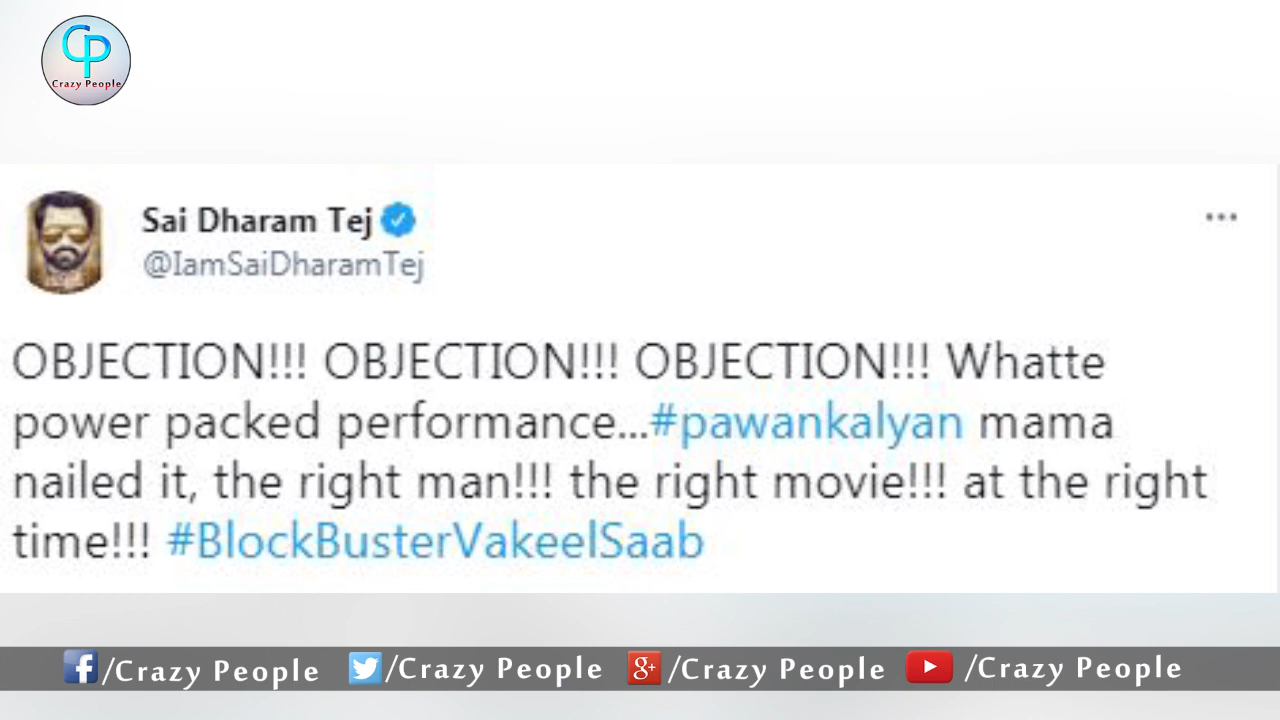 CP
Crazy People
Sai Dharam Tej
@IamSaiDharamTej
OBJECTION!!! OBJECTION!!! OBJECTION!!! Whatte
power packed performance...#pawankalyan mama
nailed it, the right man!!! the right movie!!! at the right
time!!! #BlockBusterVakeelSaab
/Crazy People /Crazy People g+ /Crazy People /Crazy People